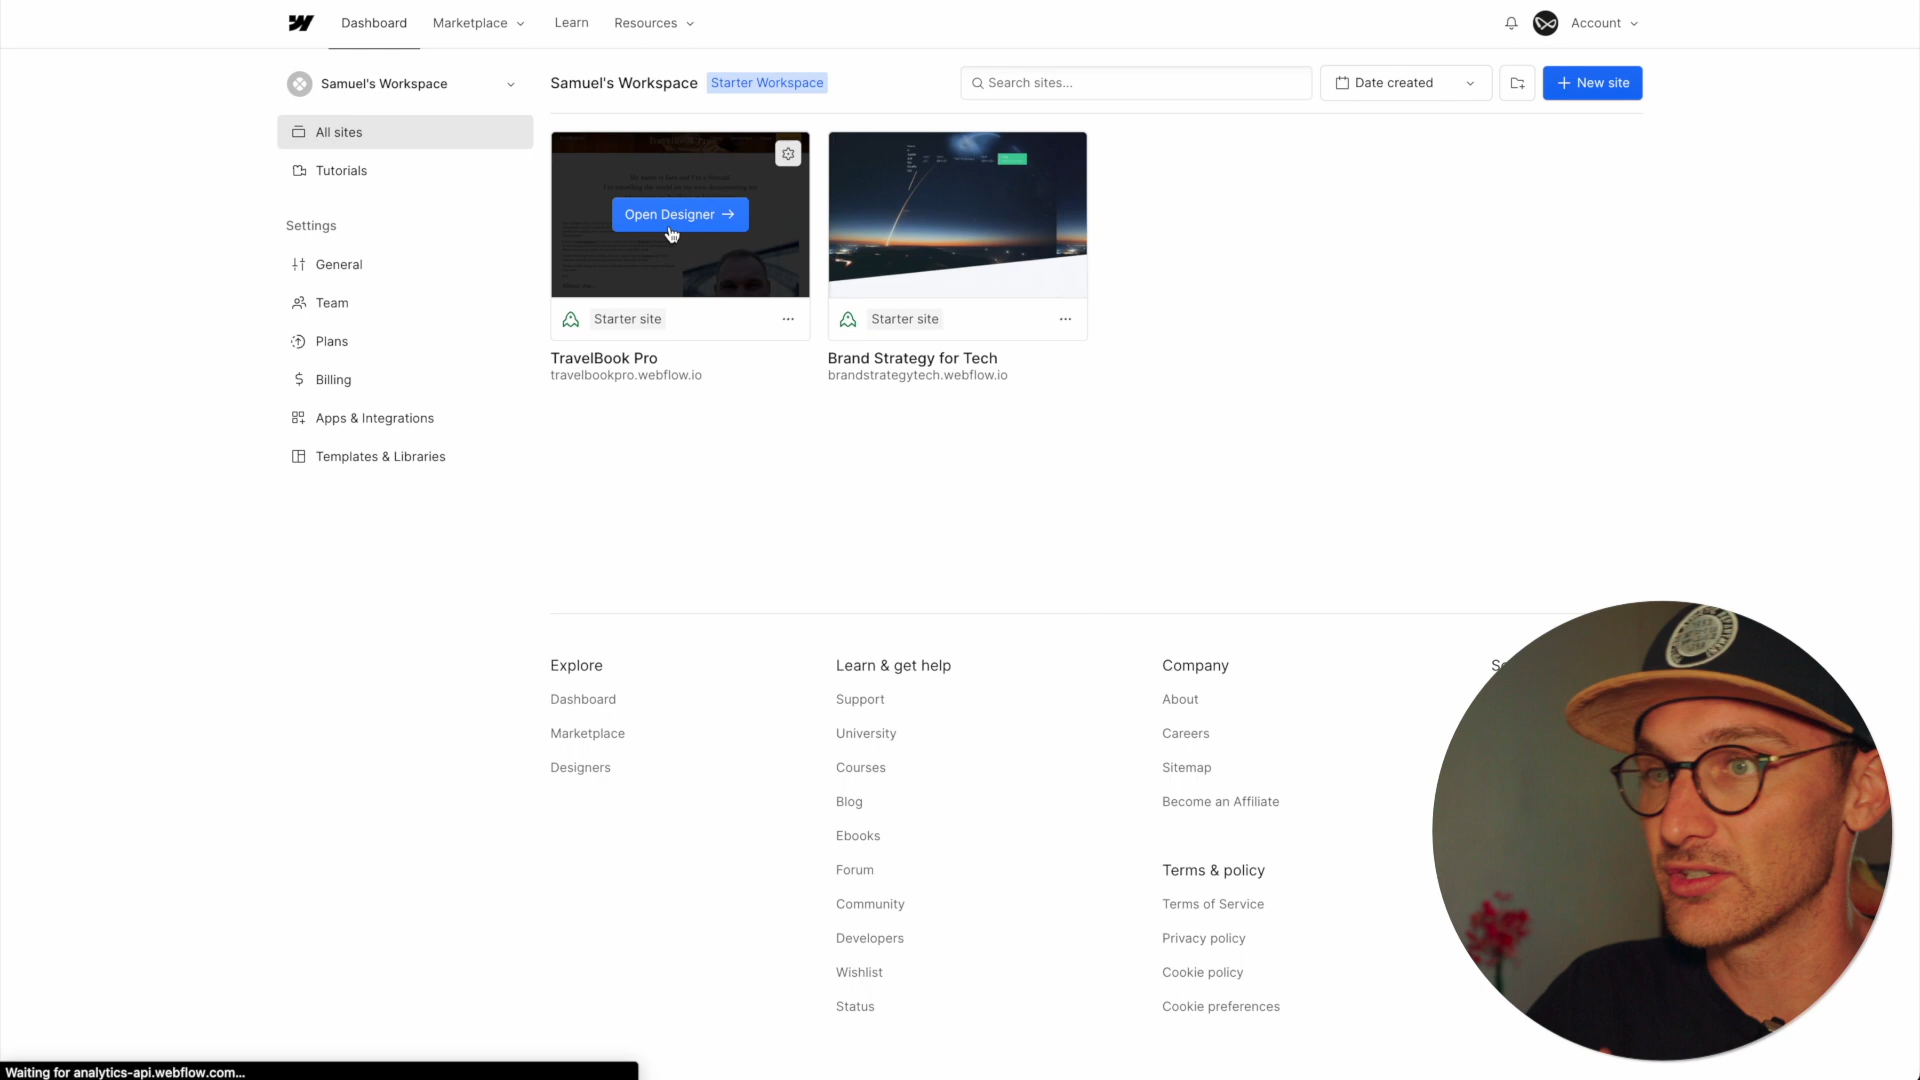 Dashboard
Marketplace
Learn
Resources
Account
Samuel's Workspace
Samuel's Workspace
Starter Workspace
Search sites...
Date created
New site
All sites
Tutorials
Settings
General
Team
Plans
Billing
Apps & Integrations
Templates & Libraries
Open Designer
Starter site
TravelBook Pro
travelbookpro.webflow.io
Starter site
Brand Strategy for Tech
brandstrategytech.webflow.io
Explore
Dashboard
Marketplace
Designers
Learn & get help
Support
University
Courses
Blog
Ebooks
Forum
Community
Developers
Wishlist
Status
Company
About
Careers
Sitemap
Become an Affiliate
Terms & policy
Terms of Service
Privacy policy
Cookie policy
Cookie preferences
Waiting for analytics-api.webflow.com...